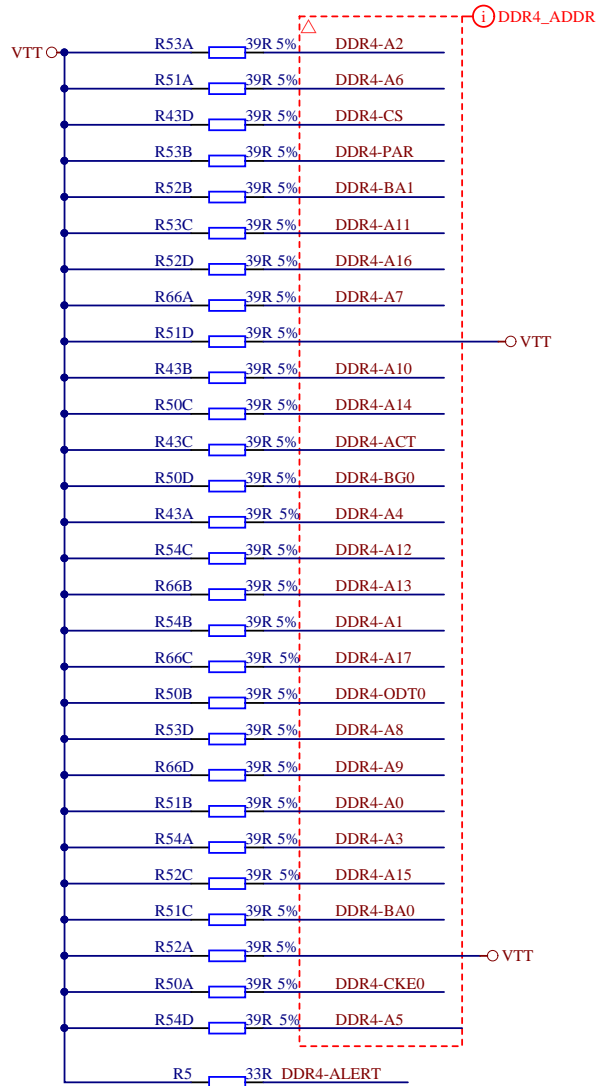 i DDR4_ADDR
VTT R53A 39R 5% DDR4-A2
R51A 39R 5% DDR4-A6
R43D 39R 5% DDR4-CS
R53B 39R 5% DDR4-PAR
R52B 39R 5% DDR4-BA1
R53C 39R 5% DDR4-A11
R52D 39R 5% DDR4-A16
R66A 39R 5% DDR4-A7
R51D 39R 5% VTT
R43B 39R 5% DDR4-A10
R50C 39R 5% DDR4-A14
R43C 39R 5% DDR4-ACT
R50D 39R 5% DDR4-BG0
R43A 39R 5% DDR4-A4
R54C 39R 5% DDR4-A12
R66B 39R 5% DDR4-A13
R54B 39R 5% DDR4-A1
R66C 39R 5% DDR4-A17
R50B 39R 5% DDR4-ODT0
R53D 39R 5% DDR4-A8
R66D 39R 5% DDR4-A9
R51B 39R 5% DDR4-A0
R54A 39R 5% DDR4-A3
R52C 39R 5% DDR4-A15
R51C 39R 5% DDR4-BA0
R52A 39R 5% VTT
R50A 39R 5% DDR4-CKE0
R54D 39R 5% DDR4-A5
R5 33R DDR4-ALERT